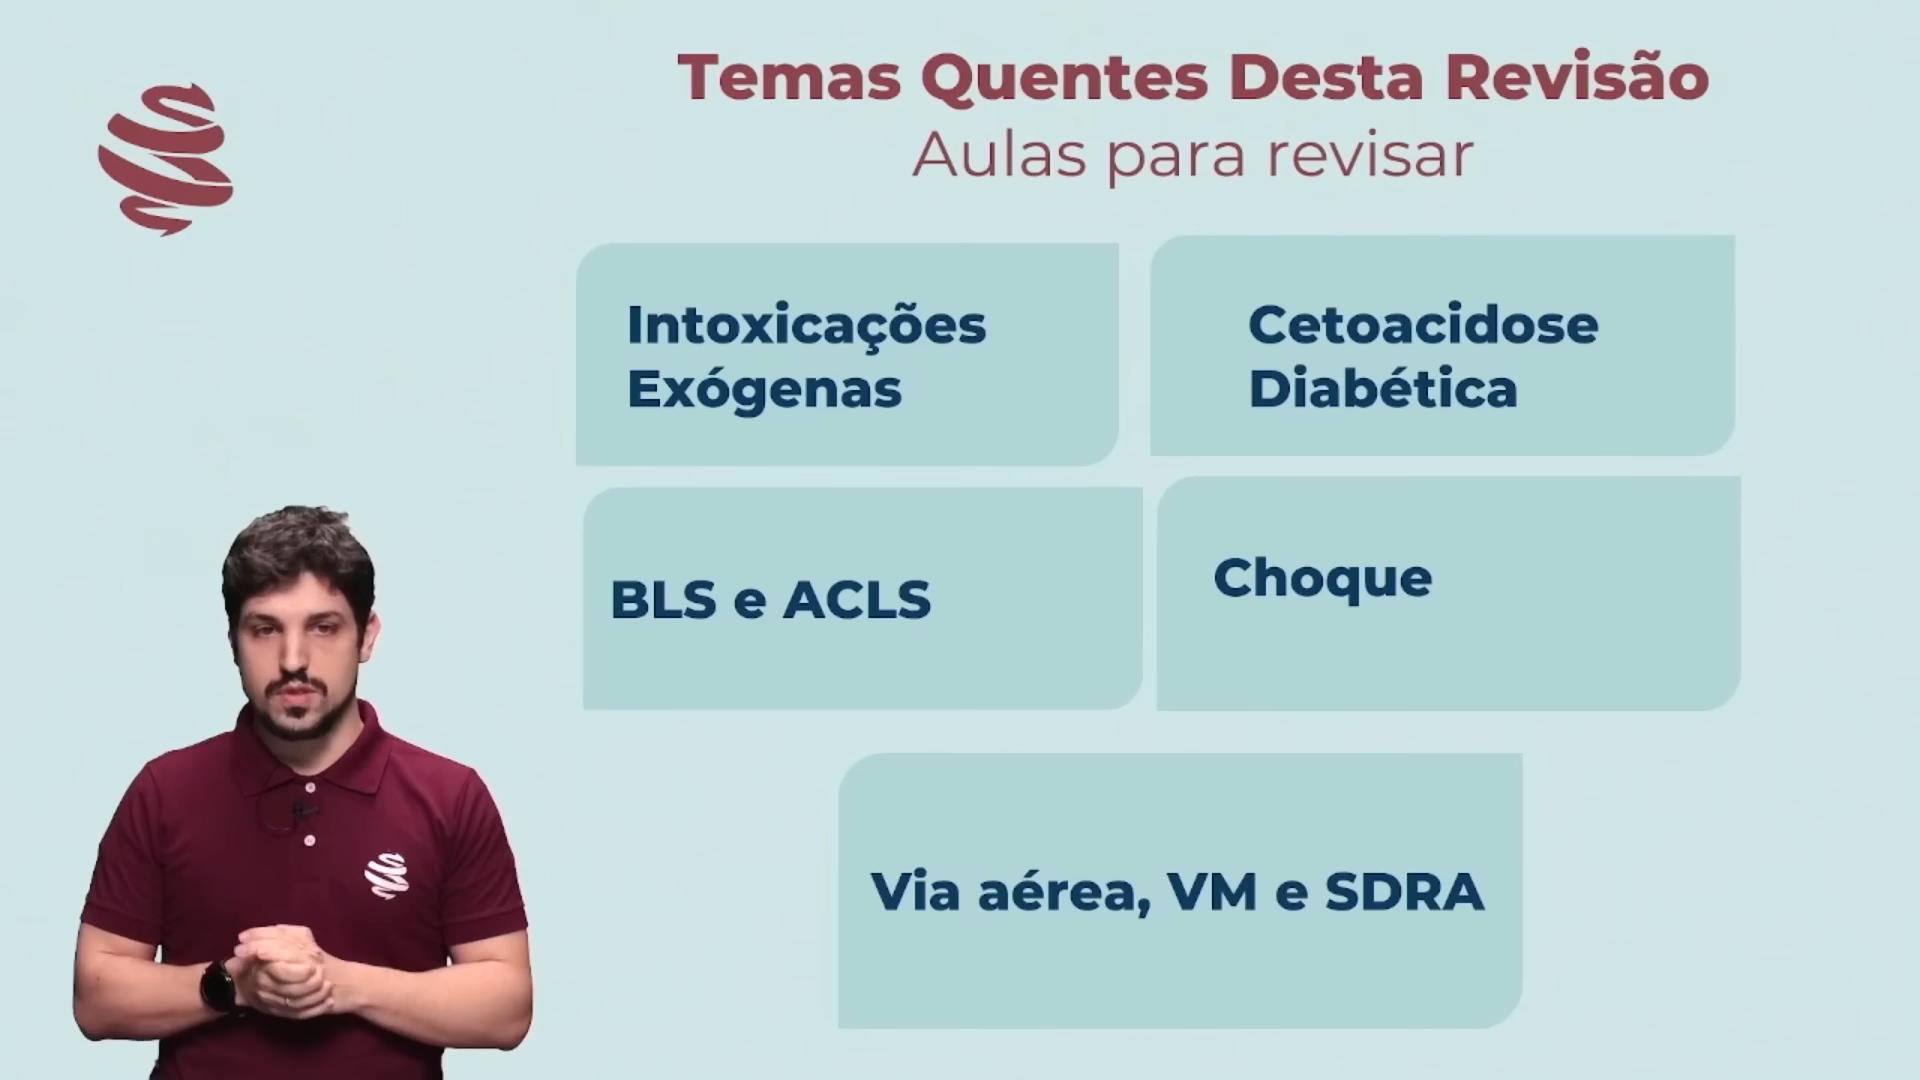 Temas Quentes Desta Revisão
Aulas para revisar
Intoxicações
Exógenas
Cetoacidose
Diabética
BLS e ACLS
Choque
Via aérea, VM e SDRA